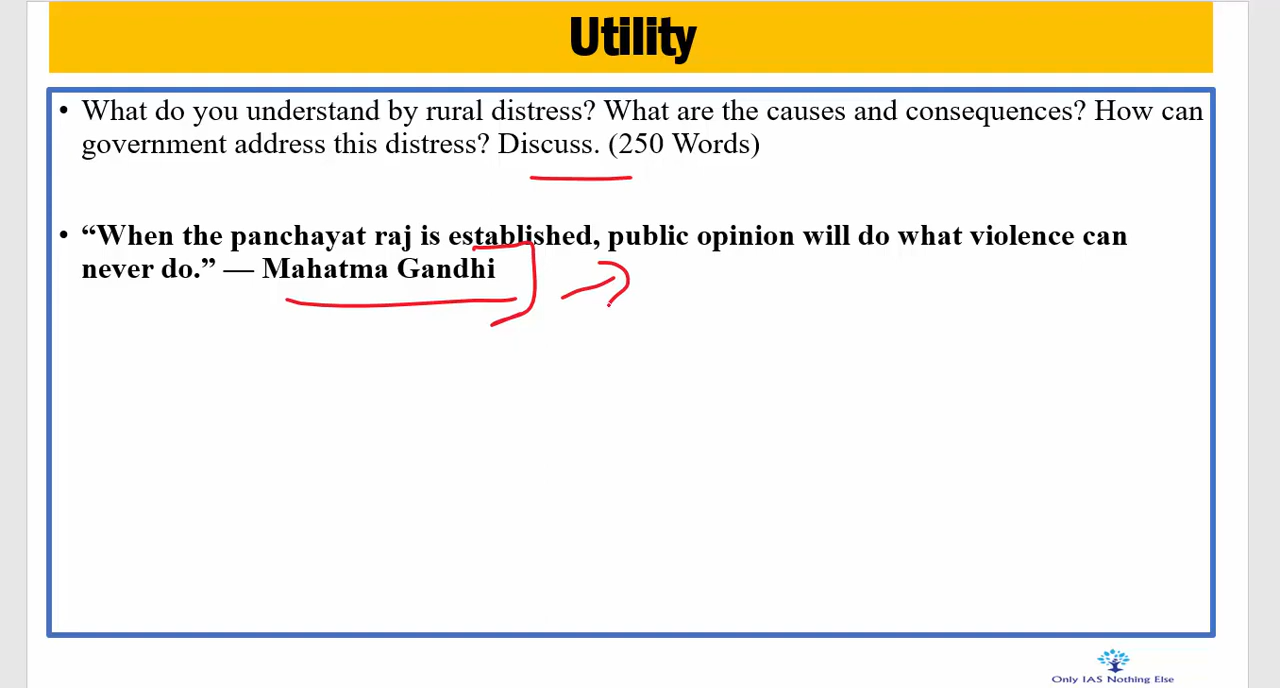 Utility
• What do you understand by rural distress? What are the causes and consequences? How can
government address this distress? Discuss. (250 Words)
• “When the panchayat raj is established, public opinion will do what violence can
never do.” — Mahatma Gandhi
Only IAS Nothing Else